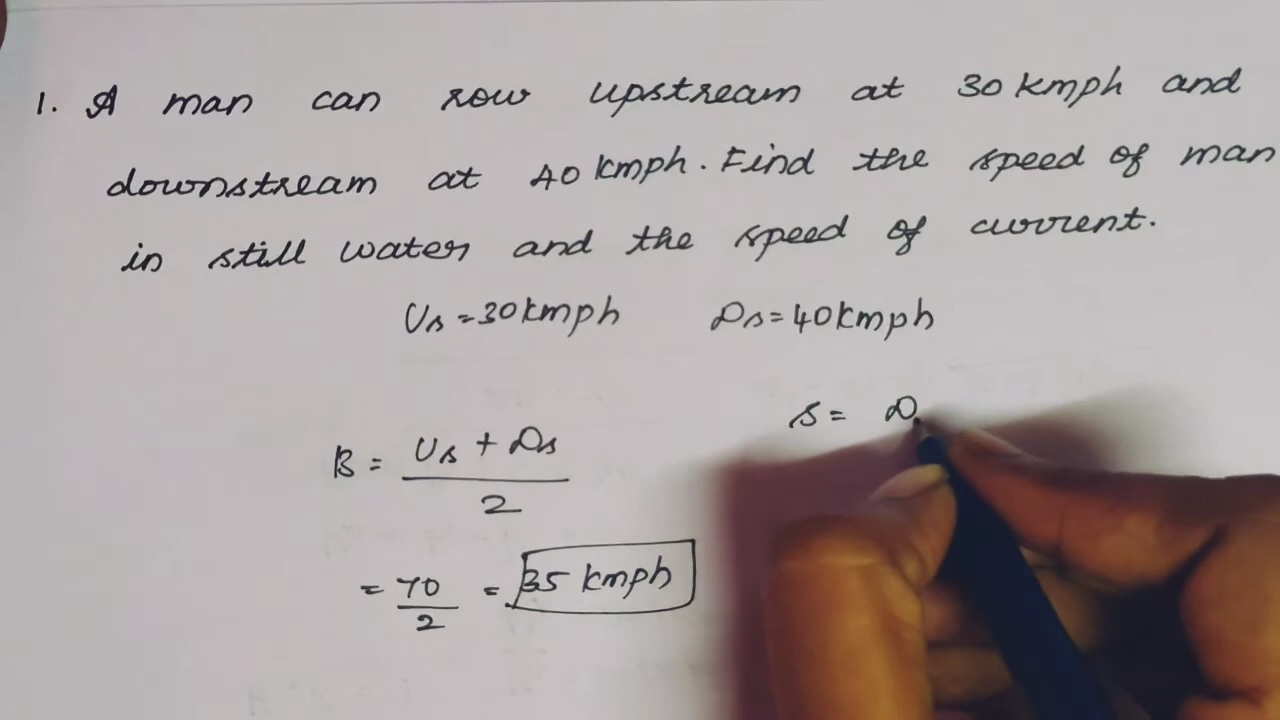 1. A man can row upstream at 30 kmph and
downstream at 40 kmph. Find the speed of man
in still water and the speed of current.
Us = 30 kmph Ds = 40 kmph
S = D
B = Us + Ds
2
= 70 = 35 kmph
2